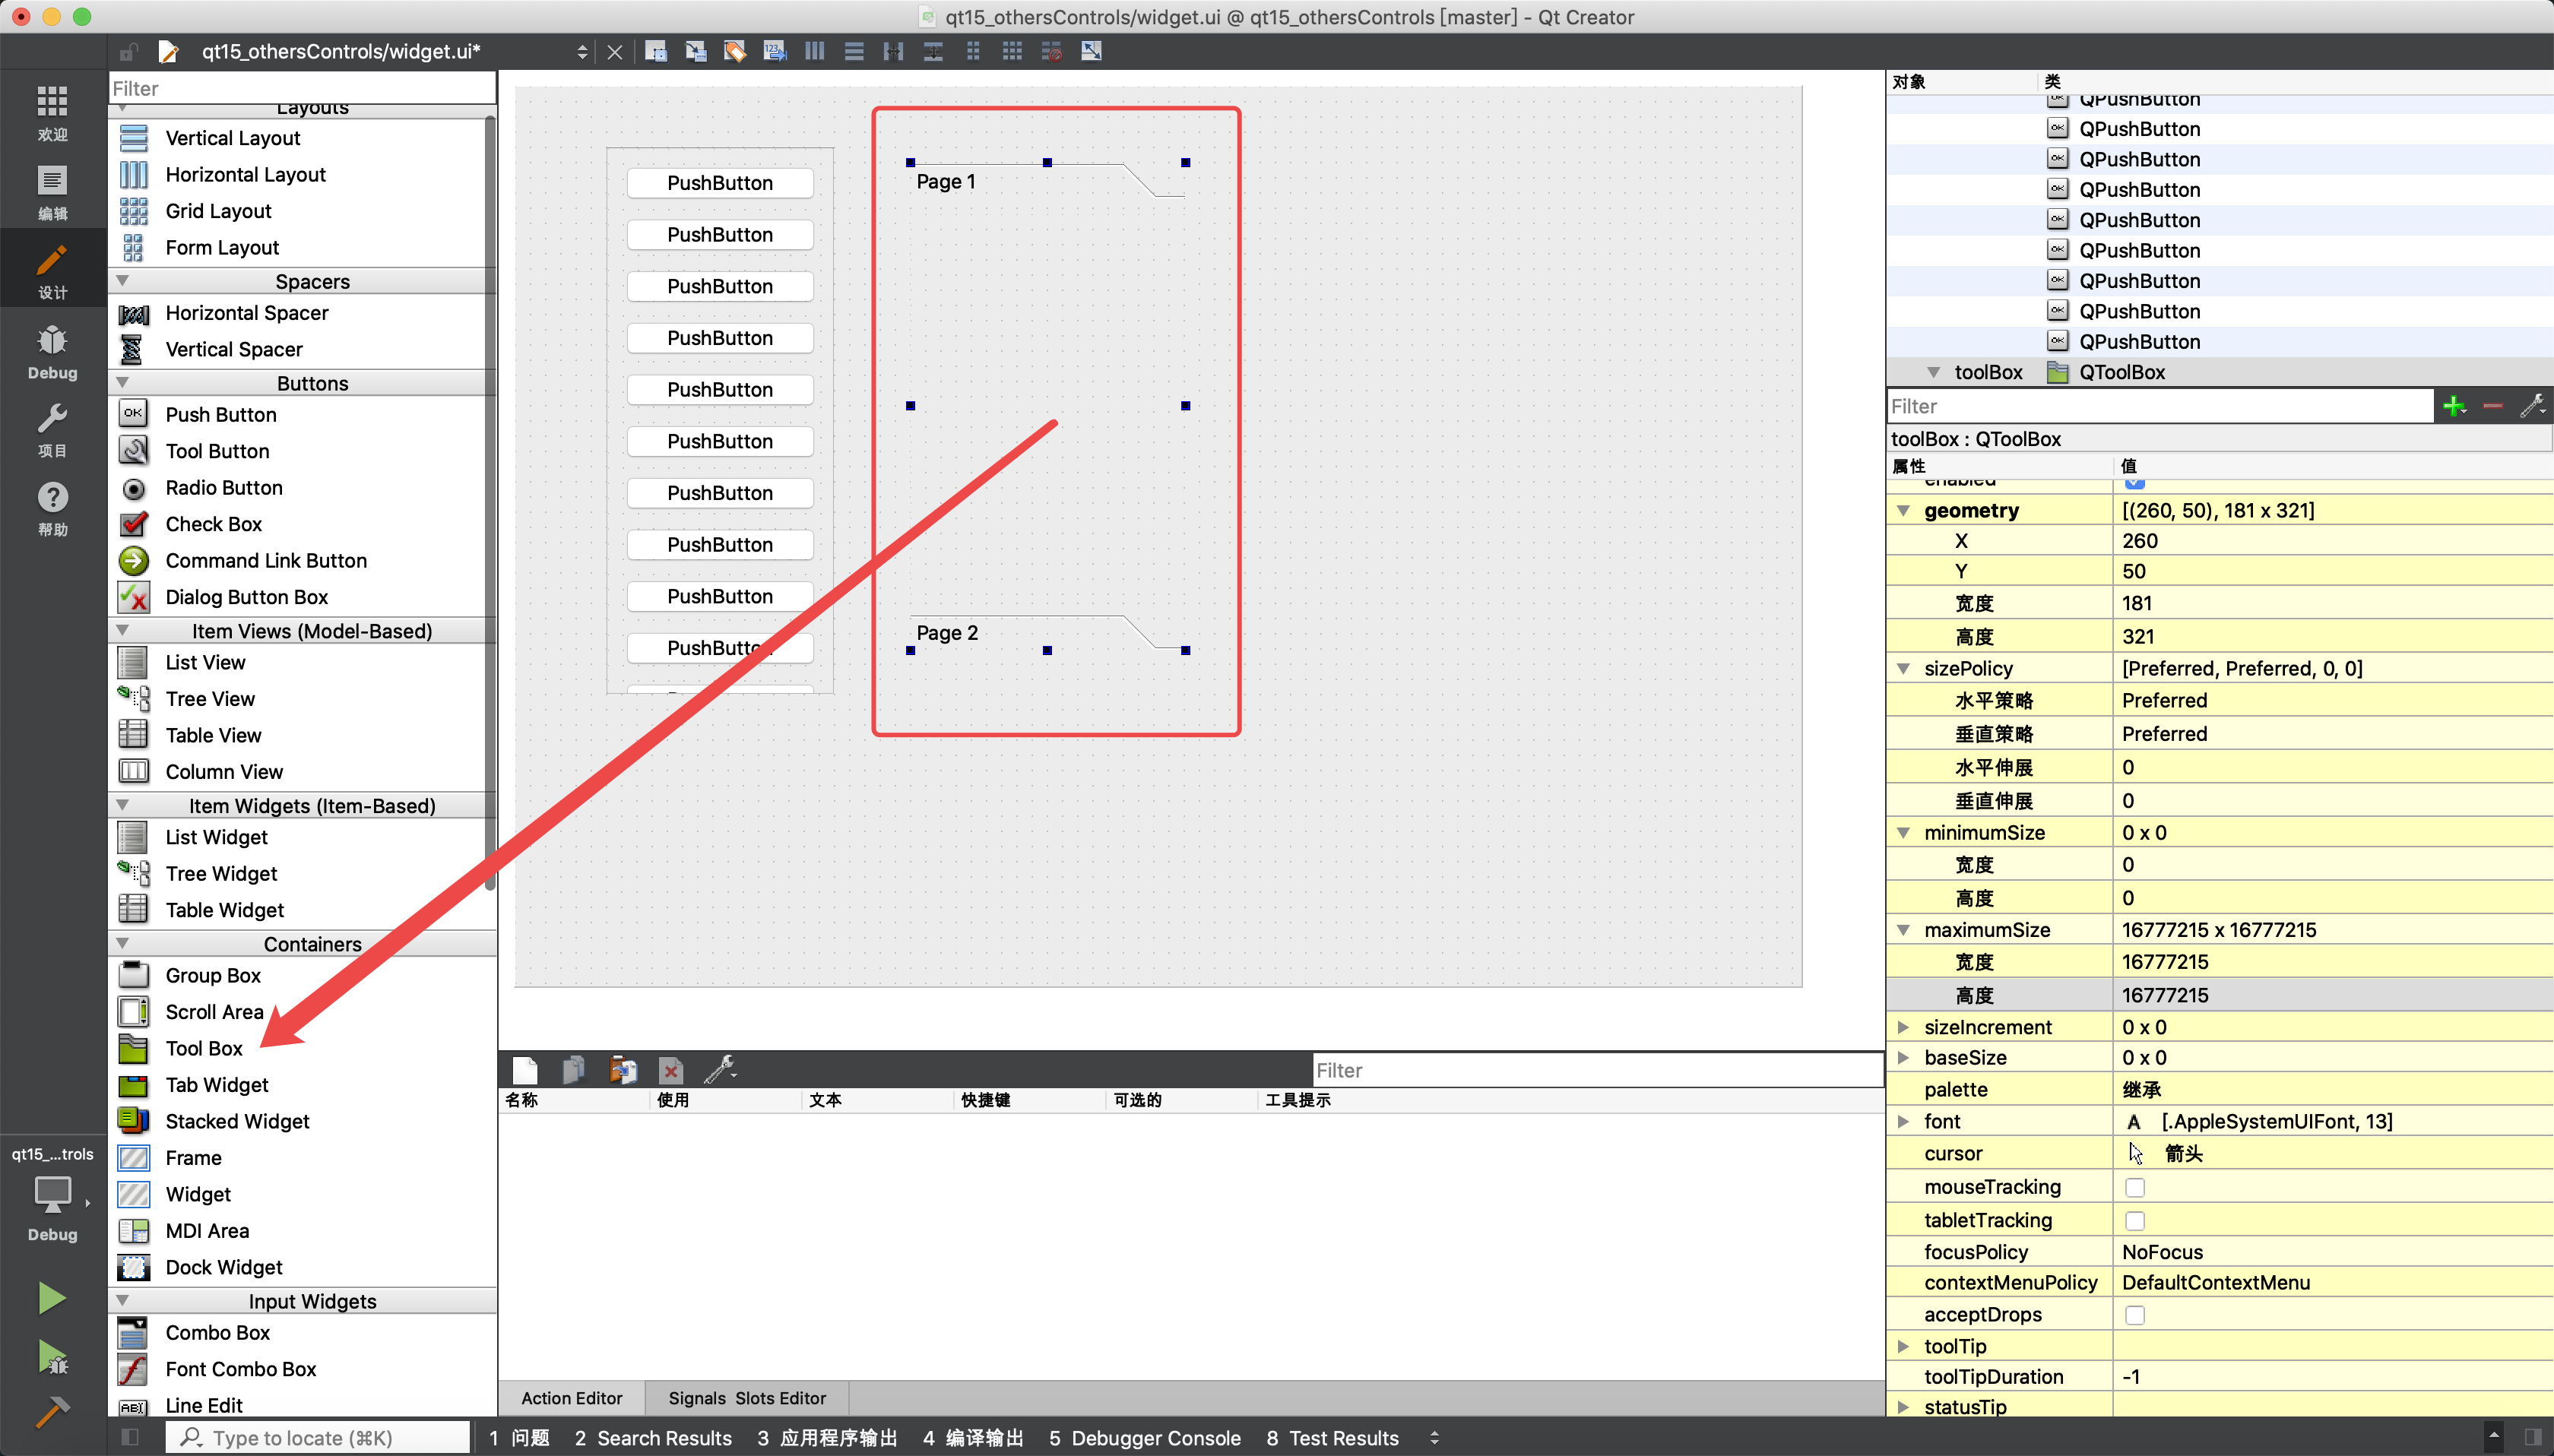 qt15_othersControls/widget.ui @ qt15_othersControls [master] - Qt Creator
qt15_othersControls/widget.ui*
欢迎
编辑
设计
Debug
项目
帮助
qt15_...trols
Debug
Filter
Layouts
Vertical Layout
Horizontal Layout
Grid Layout
Form Layout
Spacers
Horizontal Spacer
Vertical Spacer
Buttons
OK Push Button
Tool Button
Radio Button
Check Box
Command Link Button
Dialog Button Box
Item Views (Model-Based)
List View
Tree View
Table View
Column View
Item Widgets (Item-Based)
List Widget
Tree Widget
Table Widget
Containers
Group Box
Scroll Area
Tool Box
Tab Widget
Stacked Widget
Frame
Widget
MDI Area
Dock Widget
Input Widgets
Combo Box
Font Combo Box
Line Edit
PushButton
PushButton
PushButton
PushButton
PushButton
PushButton
PushButton
PushButton
PushButton
PushButton
Page 1
Page 2
Filter
名称 使用 文本 快捷键 可选的 工具提示
Action Editor Signals Slots Editor
对象 类
QPushButton
QPushButton
QPushButton
QPushButton
QPushButton
QPushButton
QPushButton
QPushButton
QPushButton
toolBox QToolBox
Filter
toolBox : QToolBox
属性 值
enabled
geometry [(260, 50), 181 x 321]
X 260
Y 50
宽度 181
高度 321
sizePolicy [Preferred, Preferred, 0, 0]
水平策略 Preferred
垂直策略 Preferred
水平伸展 0
垂直伸展 0
minimumSize 0 x 0
宽度 0
高度 0
maximumSize 16777215 x 16777215
宽度 16777215
高度 16777215
sizeIncrement 0 x 0
baseSize 0 x 0
palette 继承
font A [.AppleSystemUIFont, 13]
cursor 箭头
mouseTracking
tabletTracking
focusPolicy NoFocus
contextMenuPolicy DefaultContextMenu
acceptDrops
toolTip
toolTipDuration -1
statusTip
Type to locate (⌘K) 1 问题 2 Search Results 3 应用程序输出 4 编译输出 5 Debugger Console 8 Test Results